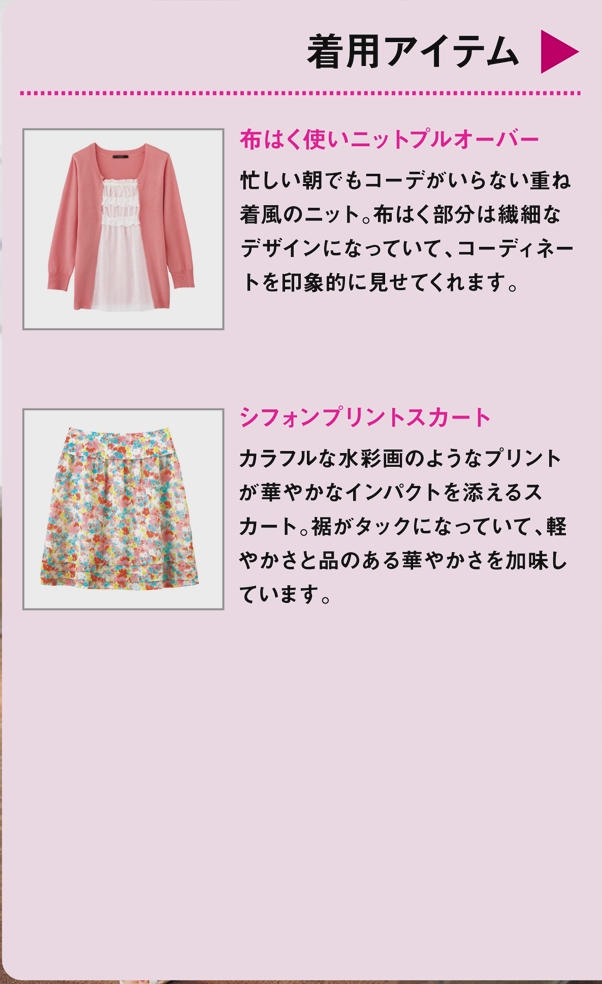 着用アイテム
布はく使いニットプルオーバー
忙しい朝でもコーデがいらない重ね
着風のニット。布はく部分は繊細な
デザインになっていて、コーディネー
トを印象的に見せてくれます。
シフォンプリントスカート
カラフルな水彩画のようなプリント
が華やかなインパクトを添えるス
カート。裾がタックになっていて、軽
やかさと品のある華やかさを加味し
ています。